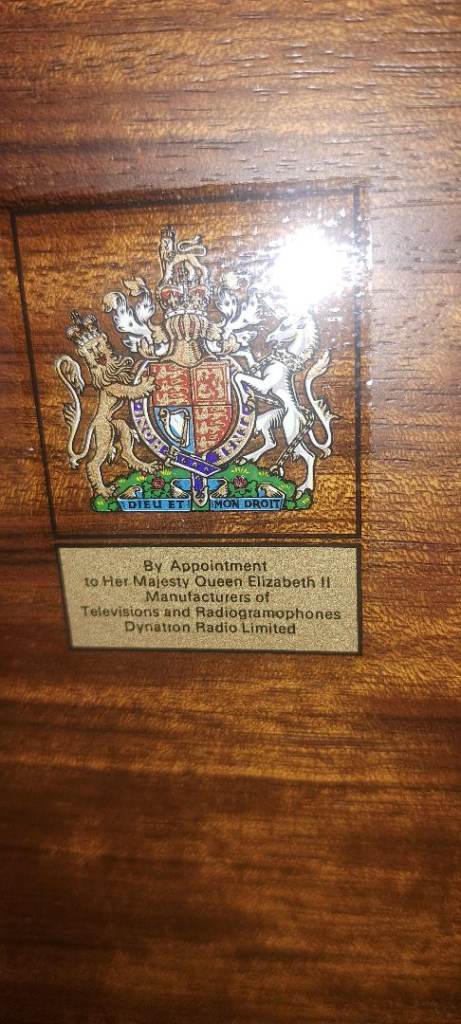 DIEU ET MON DROIT
By Appointment
to Her Majesty Queen Elizabeth II
Manufacturers of
Televisions and Radiogramophones
Dynatron Radio Limited